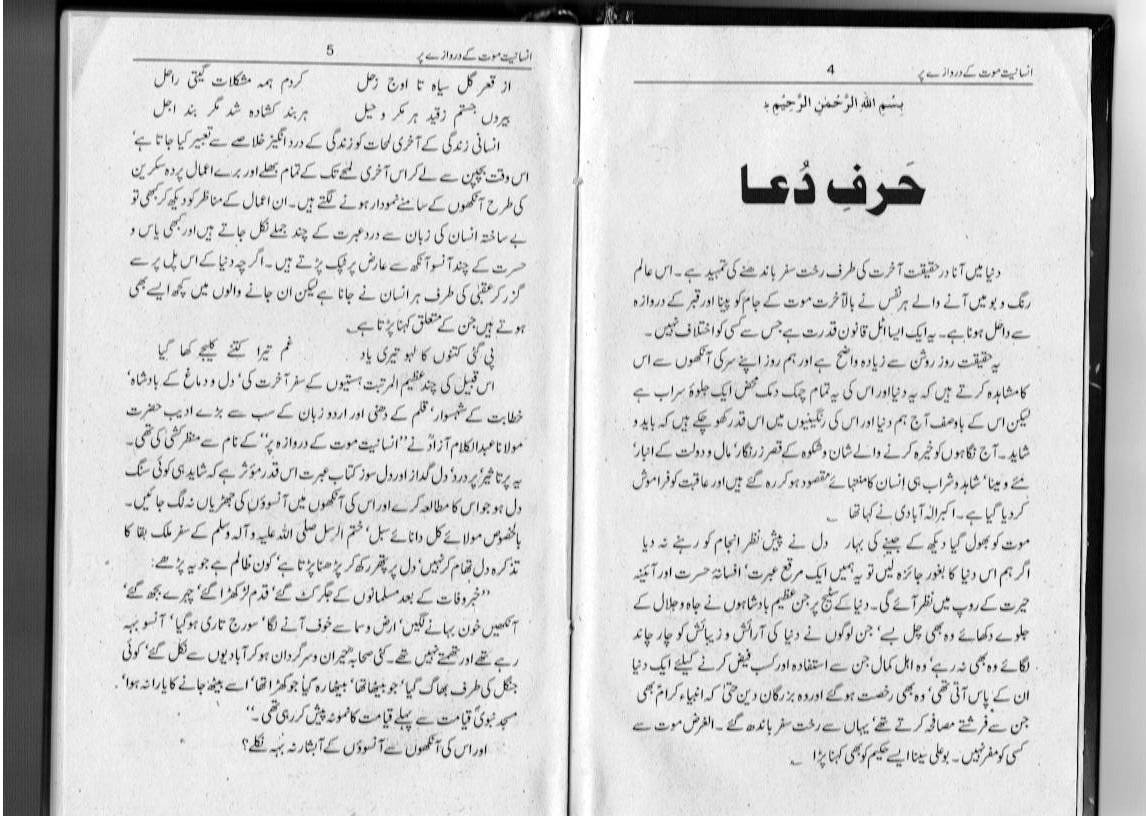 انسانیت موت کے دروازے پر
4
بِسْمِ اللهِ الرَّحْمٰنِ الرَّحِيْمِ
حَرفِ دُعا
دنیا میں آنا در حقیقت آخرت کی طرف رخت سفر باندھنے کی تمہید ہے۔ اس عالم
رنگ و بو میں آنے والے ہر نفس نے بالآخرت موت کے جام کو پینا اور قبر کے دروازہ
سے داخل ہونا ہے۔ یہ ایک ایسا اٹل قانون قدرت ہے جس سے کسی کو اختلاف نہیں۔
یہ حقیقت روز روشن سے زیادہ واضح ہے اور ہم روز اپنے سر کی آنکھوں سے اس
کا مشاہدہ کرتے ہیں کہ یہ دنیا اور اس کی یہ تمام چمک دمک محض ایک جلوۂ سراب ہے
لیکن اس کے باوصف آج ہم دنیا اور اس کی رنگینیوں میں اس قدر کھو چکے ہیں کہ باید و
شاید۔ آج نگاہوں کو خیرہ کرنے والے شان و شکوہ کے قصر زرنگار‘ مال و دولت کے انبار‘
مئے و مینا‘ شاہد و شراب ہی انسان کا منتہائے مقصود ہو کر رہ گئے ہیں اور عاقبت کو فراموش
کر دیا گیا ہے۔ اکبر الٰہ آبادی نے کہا تھا ؎
موت کو بھول گیا دیکھ کے جینے کی بہار دل نے پیش نظر انجام کو رہنے نہ دیا
اگر ہم اس دنیا کا بغور جائزہ لیں تو یہ ہمیں ایک مرقع عبرت‘ افسانۂ حسرت اور آئینہ
حیرت کے روپ میں نظر آئے گی۔ دنیا کے سٹیج پر جن عظیم بادشاہوں نے جاہ و جلال کے
جلوے دکھائے وہ بھی چل بسے‘ جن لوگوں نے دنیا کی آرائش و زیبائش کو چار چاند
لگائے وہ بھی نہ رہے‘ وہ اہل کمال جن سے استفادہ اور کسب فیض کرنے کیلئے ایک دنیا
ان کے پاس آتی تھی‘ وہ بھی رخصت ہو گئے اور وہ بزرگان دین حتیٰ کہ انبیاء کرام بھی
جن سے فرشتے مصافحہ کرتے تھے‘ یہاں سے رخت سفر باندھ گئے۔ الغرض موت سے
کسی کو مفر نہیں۔ بوعلی سینا ایسے حکیم کو بھی کہنا پڑا ؎
انسانیت موت کے دروازے پر
5
از قعر گل سیاہ تا اوج زحل کردم ہمہ مشکلات گیتی راحل
بیروں جستم زقید ہر مکر و حیل ہر بند کشادہ شد مگر بند اجل
انسانی زندگی کے آخری لمحات کو زندگی کے درد انگیز خلاصے سے تعبیر کیا جاتا ہے‘
اس وقت بچپن سے لے کر اس آخری لمحے تک کے تمام بھلے اور برے اعمال پردہ سکرین
کی طرح آنکھوں کے سامنے نمودار ہونے لگتے ہیں۔ ان اعمال کے مناظر کو دیکھ کر کبھی تو
بے ساختہ انسان کی زبان سے درد عبرت کے چند جملے نکل جاتے ہیں اور کبھی یاس و
حسرت کے چند آنسو آنکھ سے عارض پر ٹپک پڑتے ہیں۔ اگرچہ دنیا کے اس پل پر سے
گزر کر عقبٰی کی طرف ہر انسان نے جانا ہے لیکن ان جانے والوں میں کچھ ایسے بھی
ہوتے ہیں جن کے متعلق کہنا پڑتا ہے ؎
پی گئی کتنوں کا لہو تیری یاد غم تیرا کتنے کلیجے کھا گیا
اس قبیل کی چند عظیم المرتبت ہستیوں کے سفر آخرت کی ‘ دل و دماغ کے بادشاہ‘
خطابت کے شہسوار‘ قلم کے دھنی اور اردو زبان کے سب سے بڑے ادیب حضرت
مولانا عبدالکلام آزادؒ نے ”انسانیت موت کے دروازہ پر“ کے نام سے منظر کشی کی تھی۔
یہ پر تاثیر‘ پر درد‘ دل گداز اور دل سوز کتاب عبرت اس قدر مؤثر ہے کہ شاید ہی کوئی سنگ
دل ہو جو اس کا مطالعہ کرے اور اس کی آنکھوں میں آنسوؤں کی جھڑیاں نہ لگ جائیں۔
بالخصوص مولائے کل دانائے سبل‘ ختم الرسل صلی اللہ علیہ و آلہ وسلم کے سفر ملک بقا کا
تذکرہ دل تھام کر نہیں‘ دل پر پتھر رکھ کر پڑھنا پڑتا ہے‘ کون ظالم ہے جو یہ پڑھے:
”خبر وفات کے بعد مسلمانوں کے جگر کٹ گئے‘ قدم لڑکھڑا گئے‘ چہرے بجھ گئے‘
آنکھیں خون بہانے لگیں‘ ارض و سما سے خوف آنے لگا‘ سورج تاری ہو گیا‘ آنسو بہہ
رہے تھے اور تھمتے نہیں تھے۔ کئی صحابہ حیران و سرگردان ہو کر آبادیوں سے نکل گئے‘ کوئی
جنگل کی طرف بھاگ گیا‘ جو بیٹھا تھا‘ بیٹھا رہ گیا‘ جو کھڑا تھا‘ اسے بیٹھ جانے کا یارا نہ ہوا‘
مسجد نبویؐ قیامت سے پہلے قیامت کا نمونہ پیش کر رہی تھی۔“
اور اس کی آنکھوں سے آنسوؤں کے آبشار نہ بہہ نکلے؟